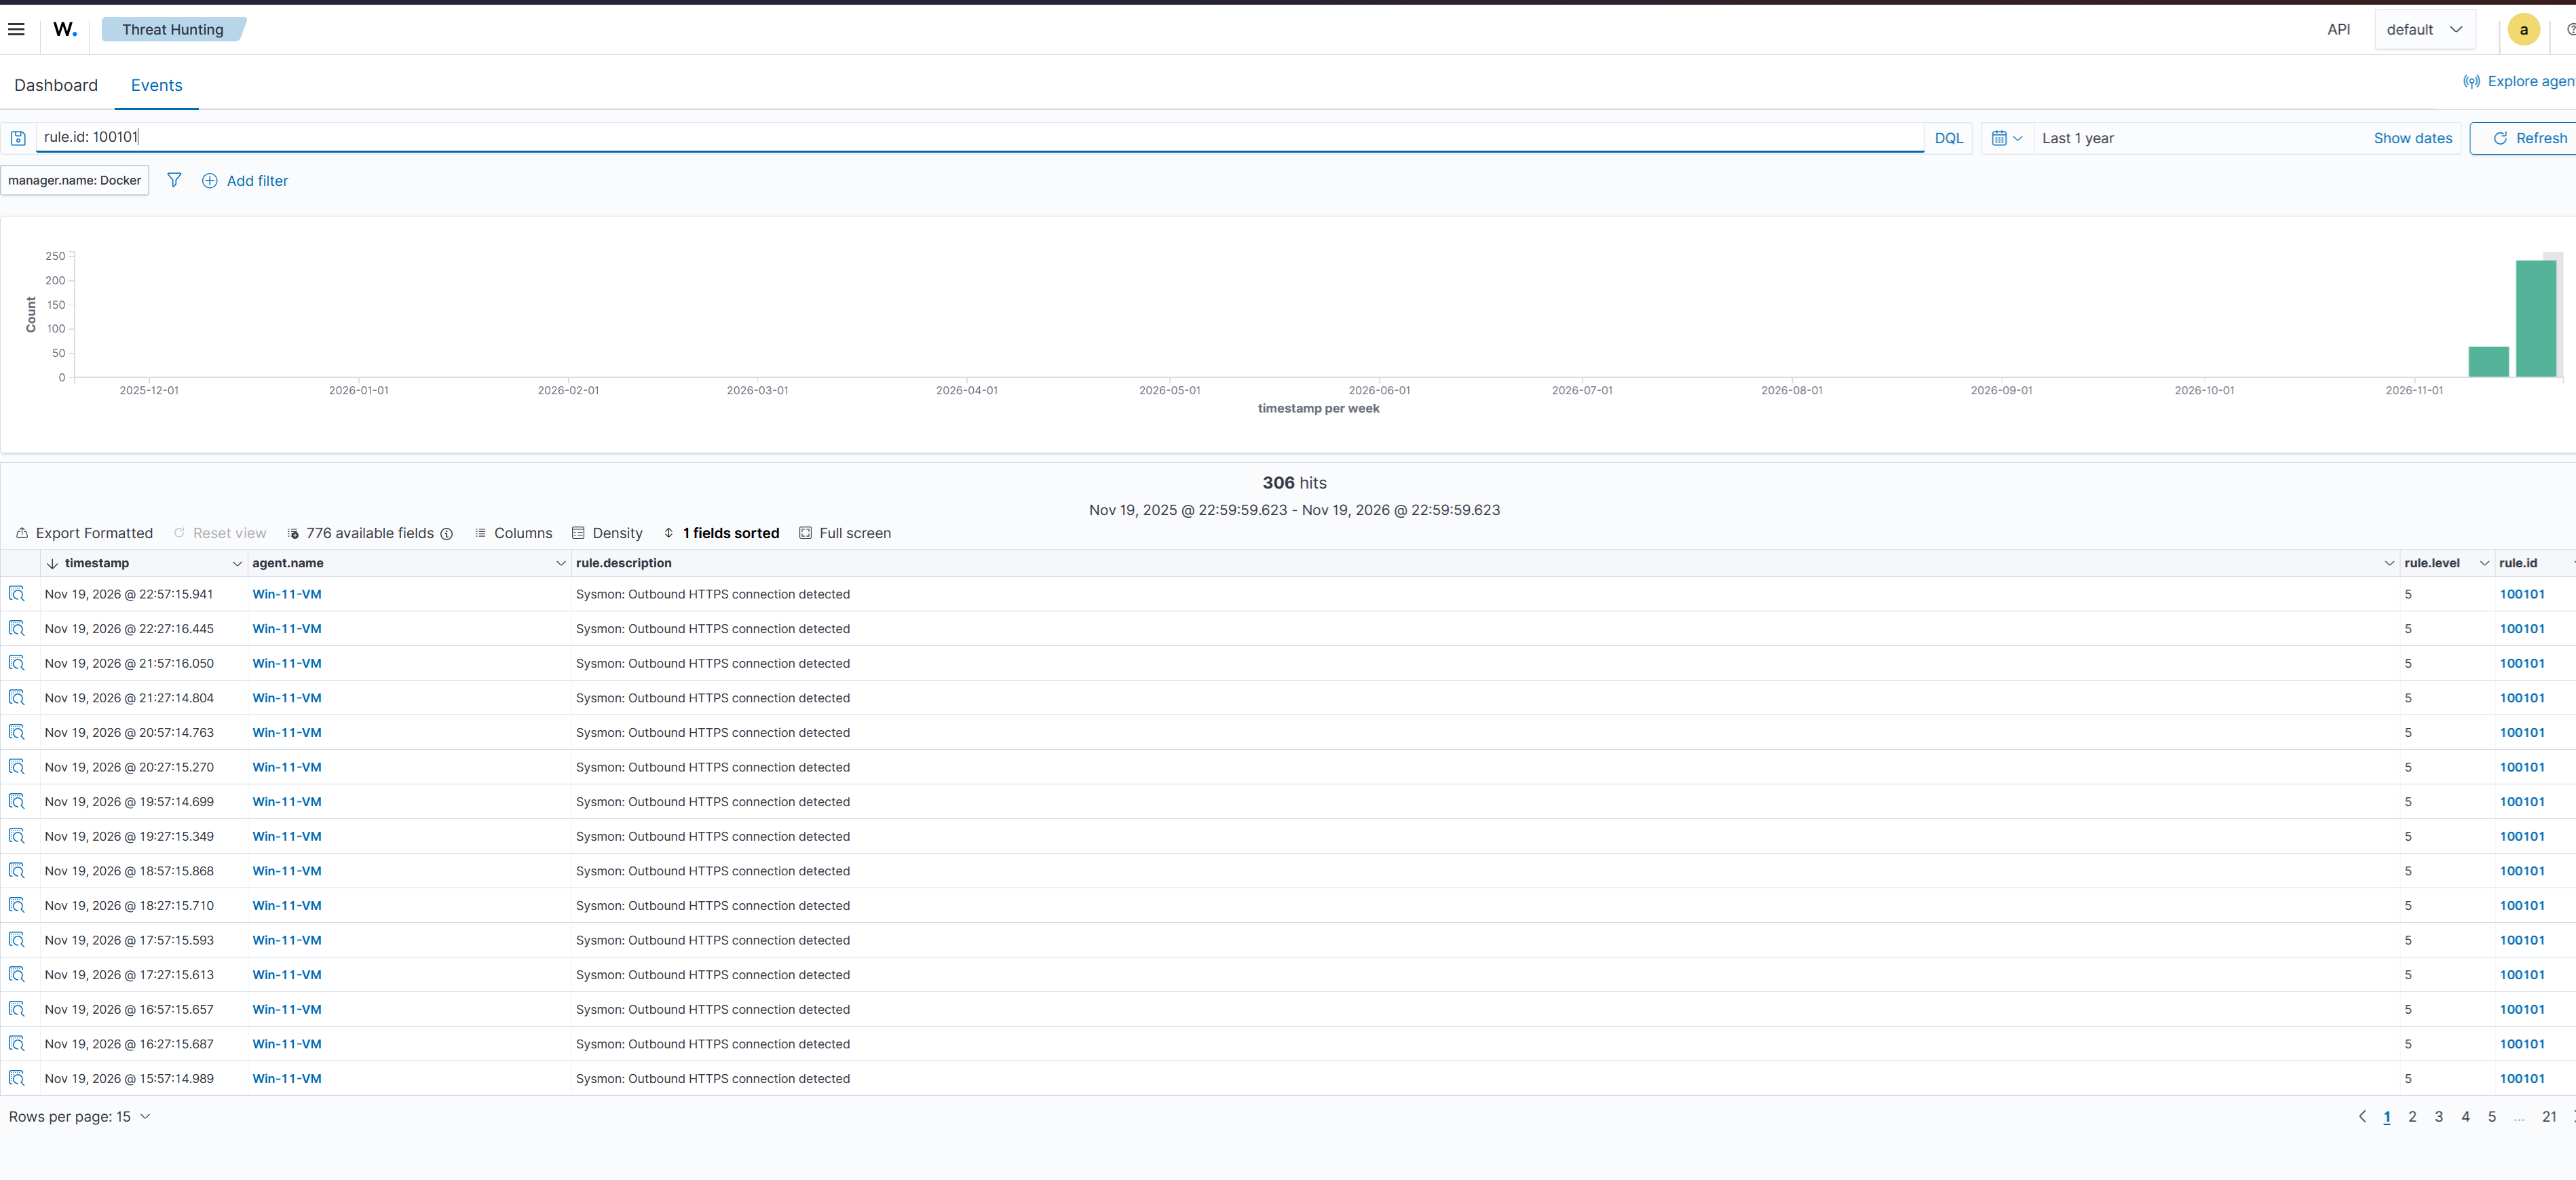 W. Threat Hunting API default a
Dashboard Events Explore agen
rule.id: 100101 DQL Last 1 year Show dates Refresh
manager.name: Docker Add filter
250
200
150
100
50
0
Count
2025-12-01 2026-01-01 2026-02-01 2026-03-01 2026-04-01 2026-05-01 2026-06-01 2026-07-01 2026-08-01 2026-09-01 2026-10-01 2026-11-01
timestamp per week
306 hits
Nov 19, 2025 @ 22:59:59.623 - Nov 19, 2026 @ 22:59:59.623
Export Formatted Reset view 776 available fields Columns Density 1 fields sorted Full screen
timestamp agent.name rule.description rule.level rule.id
Nov 19, 2026 @ 22:57:15.941 Win-11-VM Sysmon: Outbound HTTPS connection detected 5 100101
Nov 19, 2026 @ 22:27:16.445 Win-11-VM Sysmon: Outbound HTTPS connection detected 5 100101
Nov 19, 2026 @ 21:57:16.050 Win-11-VM Sysmon: Outbound HTTPS connection detected 5 100101
Nov 19, 2026 @ 21:27:14.804 Win-11-VM Sysmon: Outbound HTTPS connection detected 5 100101
Nov 19, 2026 @ 20:57:14.763 Win-11-VM Sysmon: Outbound HTTPS connection detected 5 100101
Nov 19, 2026 @ 20:27:15.270 Win-11-VM Sysmon: Outbound HTTPS connection detected 5 100101
Nov 19, 2026 @ 19:57:14.699 Win-11-VM Sysmon: Outbound HTTPS connection detected 5 100101
Nov 19, 2026 @ 19:27:15.349 Win-11-VM Sysmon: Outbound HTTPS connection detected 5 100101
Nov 19, 2026 @ 18:57:15.868 Win-11-VM Sysmon: Outbound HTTPS connection detected 5 100101
Nov 19, 2026 @ 18:27:15.710 Win-11-VM Sysmon: Outbound HTTPS connection detected 5 100101
Nov 19, 2026 @ 17:57:15.593 Win-11-VM Sysmon: Outbound HTTPS connection detected 5 100101
Nov 19, 2026 @ 17:27:15.613 Win-11-VM Sysmon: Outbound HTTPS connection detected 5 100101
Nov 19, 2026 @ 16:57:15.657 Win-11-VM Sysmon: Outbound HTTPS connection detected 5 100101
Nov 19, 2026 @ 16:27:15.687 Win-11-VM Sysmon: Outbound HTTPS connection detected 5 100101
Nov 19, 2026 @ 15:57:14.989 Win-11-VM Sysmon: Outbound HTTPS connection detected 5 100101
Rows per page: 15 1 2 3 4 5 ... 21